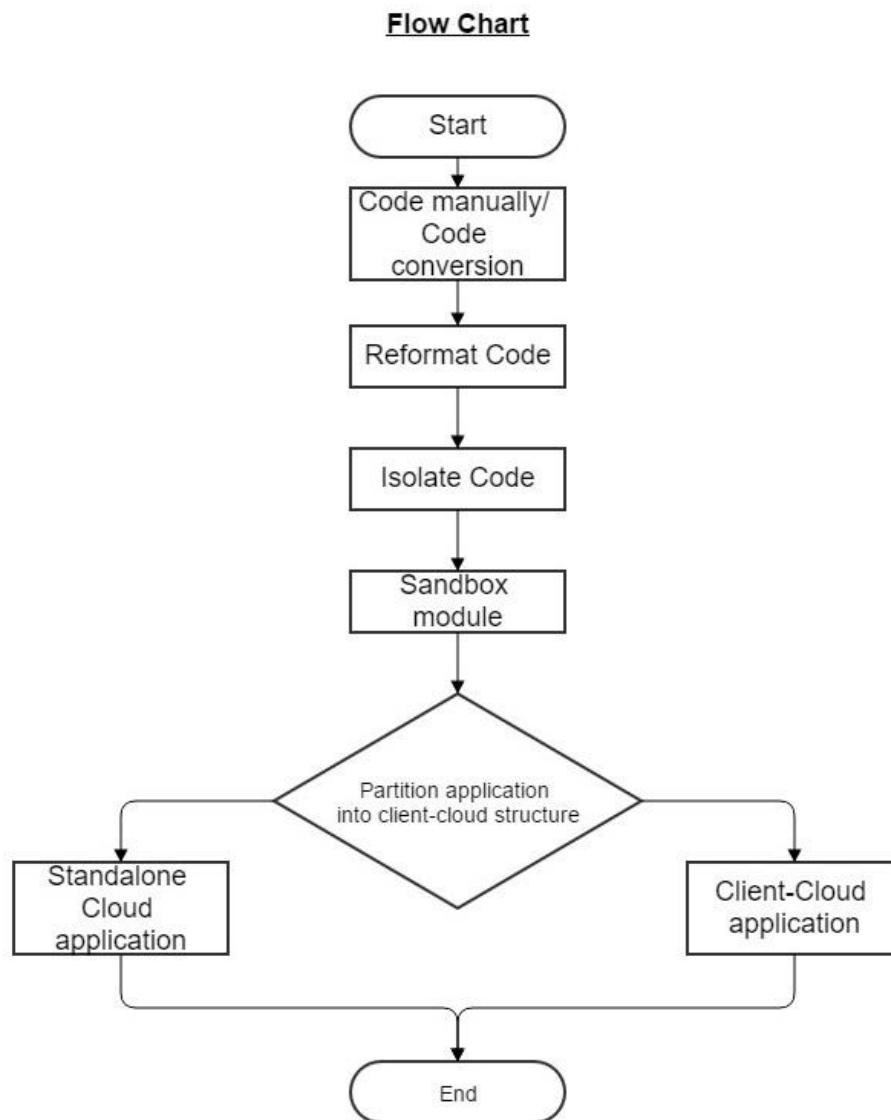 Flow Chart
Start
Code manually/
Code
conversion
Reformat Code
Isolate Code
Sandbox
module
Partition application
into client-cloud structure
Standalone
Cloud
application
Client-Cloud
application
End